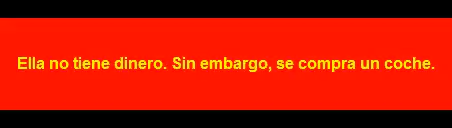 Ella no tiene dinero. Sin embargo, se compra un coche.